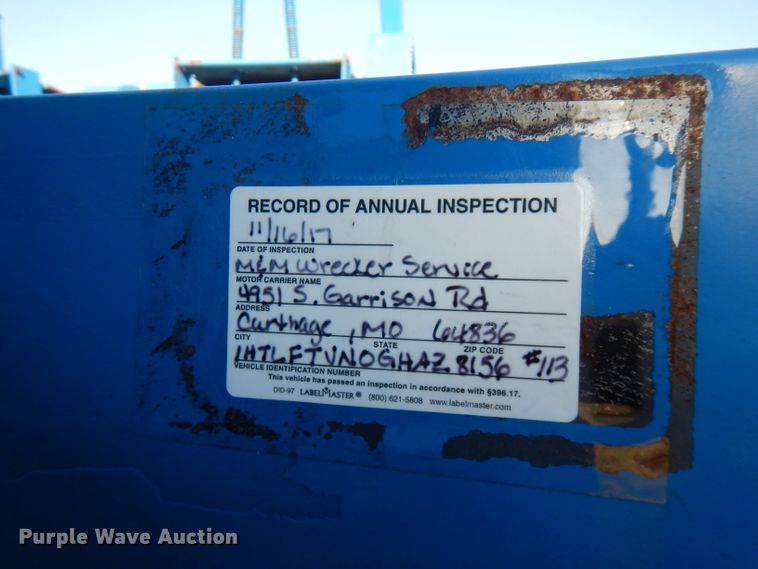 RECORD OF ANNUAL INSPECTION
11/16/17
DATE OF INSPECTION
M&M Wrecker Service
MOTOR CARRIER NAME
4951 S. Garrison Rd
ADDRESS
Carthage, MO 64836
CITY STATE ZIP CODE
1HTLFTVN0GHAZ8156 #113
VEHICLE IDENTIFICATION NUMBER
This vehicle has passed an inspection in accordance with §396.17.
DID-97 LABELMASTER® (800) 621-5808 www.labelmaster.com
Purple Wave Auction